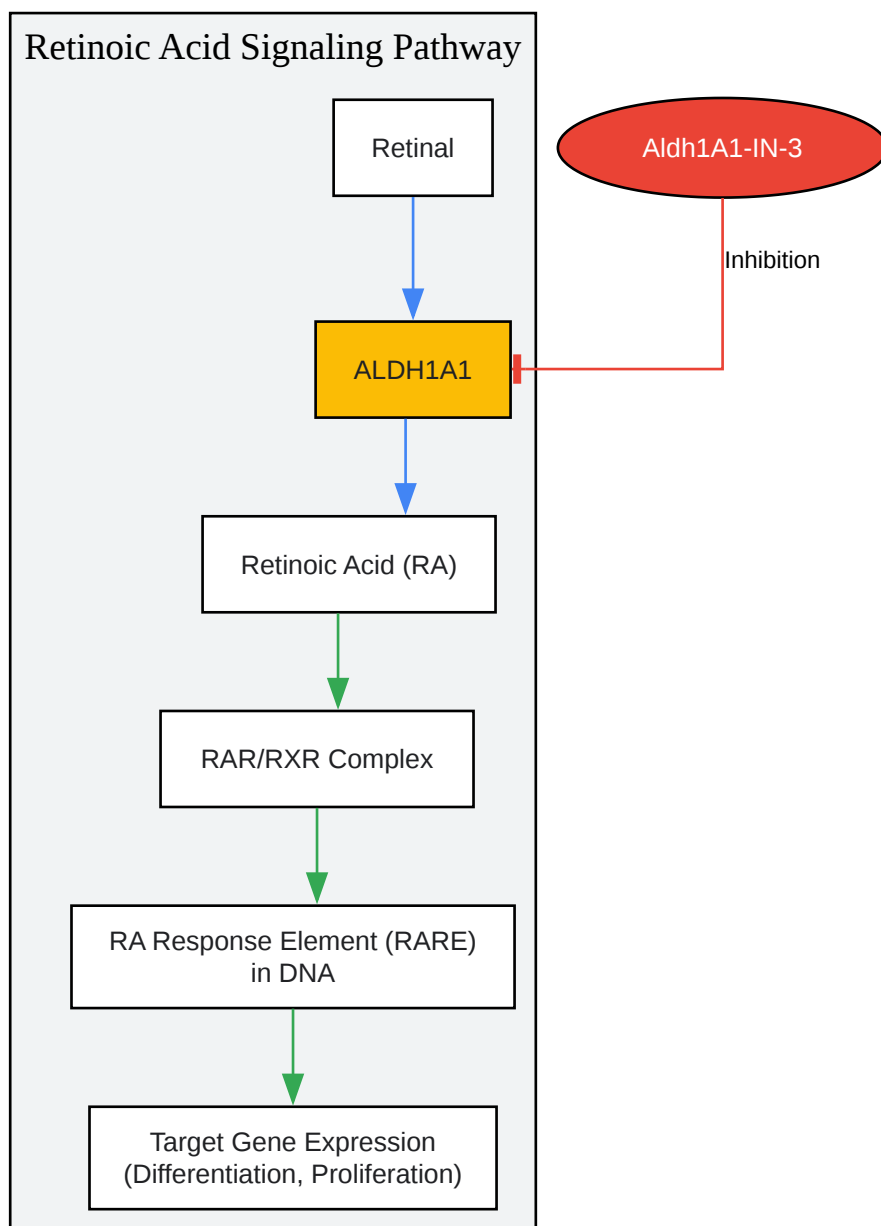 Retinoic Acid Signaling Pathway
Retinal
Aldh1A1-IN-3
Inhibition
ALDH1A1
Retinoic Acid (RA)
RAR/RXR Complex
RA Response Element (RARE)
in DNA
Target Gene Expression
(Differentiation, Proliferation)